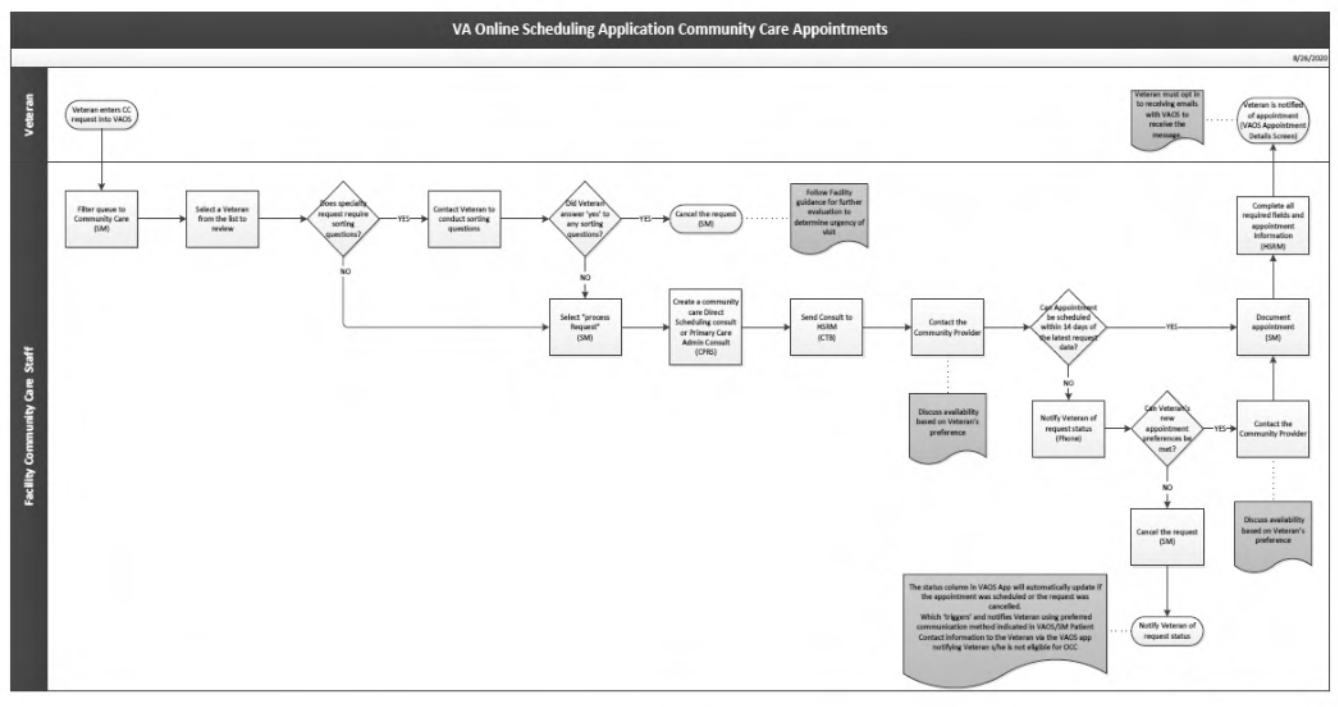 VA Online Scheduling Application Community Care Appointments
8/26/2020
Veteran
Veteran enters CC
request into VAOS
Veteran must opt in
to receiving emails
with VAOS to
receive the
message.
Veteran is notified
of appointment
(VAOS Appointment
Details Screen)
Facility Community Care Staff
Filter queue to
Community Care
(SM)
Select a Veteran
from the list to
review
Does specialty
request require
sorting
questions?
YES
NO
Contact Veteran to
conduct sorting
questions
Did Veteran
answer 'yes' to
any sorting
questions?
YES
NO
Cancel the request
(SM)
Follow Facility
guidance for further
evaluation to
determine urgency of
visit
Complete all
required fields and
appointment
information
(HSRM)
Select "process
Request"
(SM)
Create a community
care Direct
Scheduling consult
or Primary Care
Admin Consult
(CPRS)
Send Consult to
HSRM
(CTB)
Contact the
Community Provider
Can Appointment
be scheduled
within 14 days of
the latest request
date?
YES
NO
Document
appointment
(SM)
Discuss availability
based on Veteran's
preference
Notify Veteran of
request status
(Phone)
Can Veteran's
new
appointment
preferences be
met?
YES
NO
Contact the
Community Provider
Cancel the request
(SM)
Discuss availability
based on Veteran's
preference
The status column in VAOS App will automatically update if
the appointment was scheduled or the request was
cancelled.
Which 'triggers' and notifies Veteran using preferred
communication method indicated in VAOS/SM Patient
Contact information to the Veteran via the VAOS app
notifying Veteran s/he is not eligible for OCC
Notify Veteran of
request status